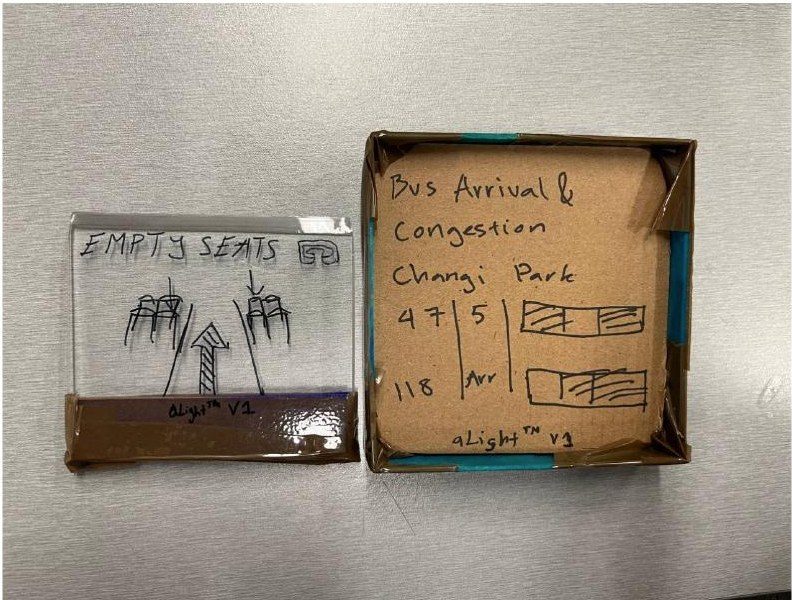 EMPTY SEATS
aLight™ V1
Bus Arrival &
Congestion
Changi Park
47 5
118 Arr
aLight™ V1